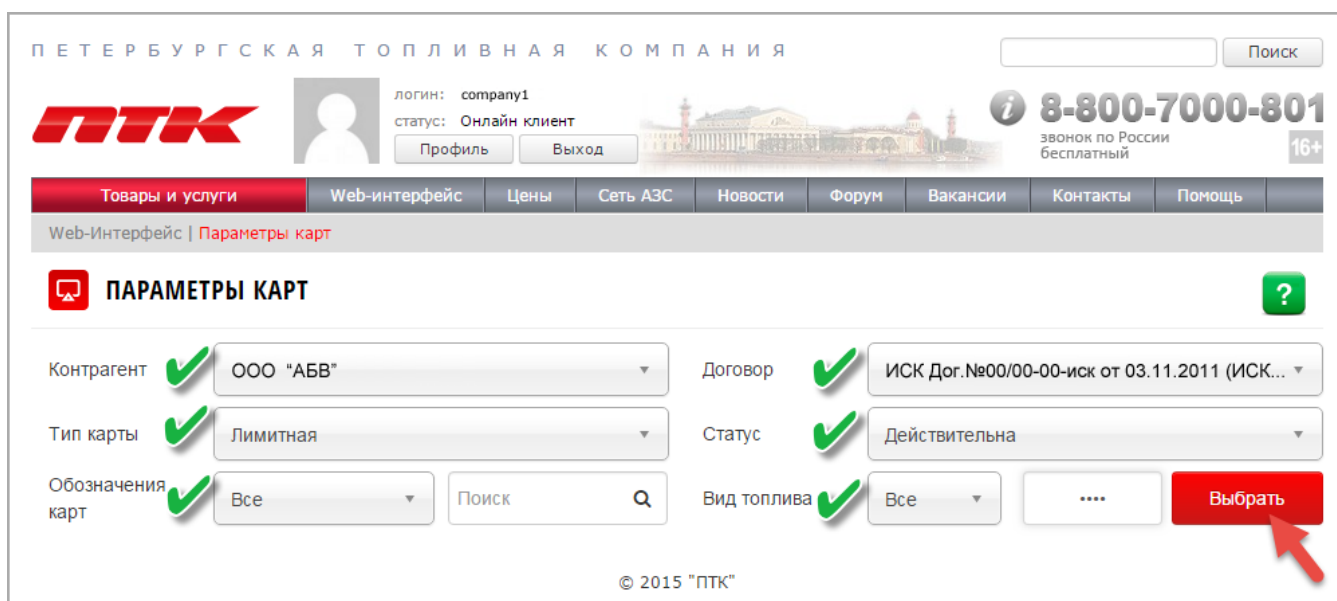 ПЕТЕРБУРГСКАЯ ТОПЛИВНАЯ КОМПАНИЯ
Поиск
ПТК
логин: company1
статус: Онлайн клиент
Профиль Выход
8-800-7000-801
звонок по России
бесплатный
16+
Товары и услуги Web-интерфейс Цены Сеть АЗС Новости Форум Вакансии Контакты Помощь
Web-Интерфейс | Параметры карт
ПАРАМЕТРЫ КАРТ
?
Контрагент ООО "АБВ" Договор ИСК Дог.№00/00-00-иск от 03.11.2011 (ИСК...
Тип карты Лимитная Статус Действительна
Обозначения
карт
Все Поиск Вид топлива Все •••• Выбрать
© 2015 "ПТК"